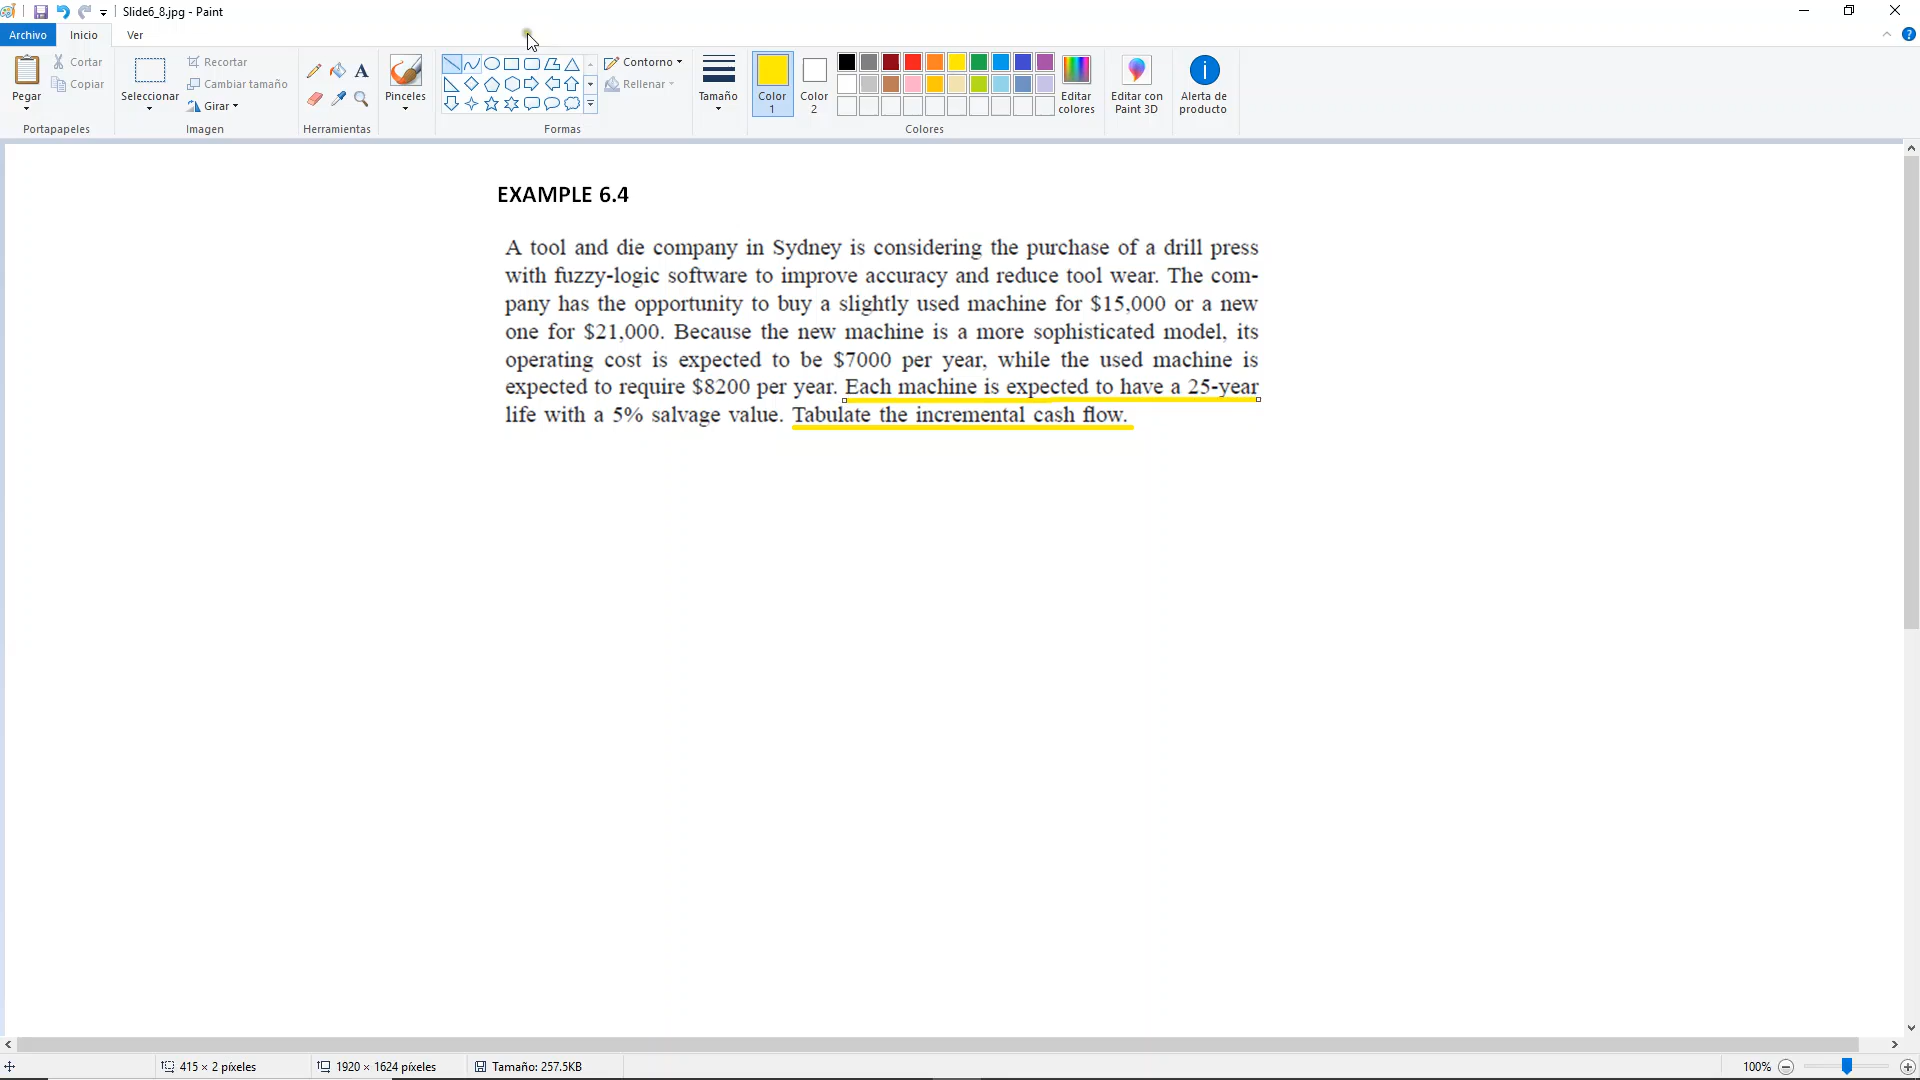 Slide6_8.jpg - Paint
Archivo
Inicio
Ver
Pegar
Cortar
Copiar
Portapapeles
Seleccionar
Recortar
Cambiar tamaño
Girar
Imagen
A
Herramientas
Pinceles
Contorno
Rellenar
Formas
Tamaño
Color
1
Color
2
Editar
colores
Colores
Editar con
Paint 3D
Alerta de
producto
EXAMPLE 6.4
A tool and die company in Sydney is considering the purchase of a drill press
with fuzzy-logic software to improve accuracy and reduce tool wear. The com-
pany has the opportunity to buy a slightly used machine for $15,000 or a new
one for $21,000. Because the new machine is a more sophisticated model, its
operating cost is expected to be $7000 per year, while the used machine is
expected to require $8200 per year. Each machine is expected to have a 25-year
life with a 5% salvage value. Tabulate the incremental cash flow.
415 × 2 píxeles
1920 × 1624 píxeles
Tamaño: 257.5KB
100%